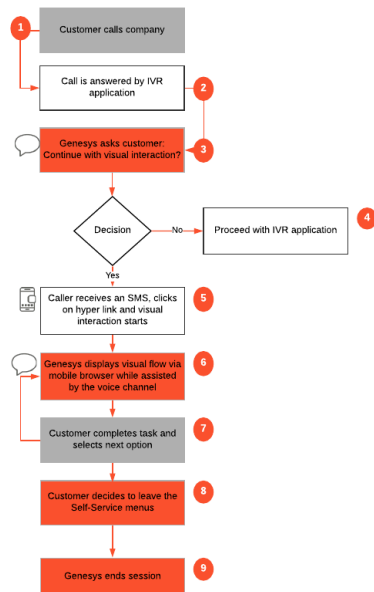 1
Customer calls company
Call is answered by IVR
application
2
Genesys asks customer:
Continue with visual interaction?
3
Decision
No
Proceed with IVR application
4
Yes
Caller receives an SMS, clicks
on hyper link and visual
interaction starts
5
Genesys displays visual flow via
mobile browser while assisted
by the voice channel
6
Customer completes task and
selects next option
7
Customer decides to leave the
Self-Service menus
8
Genesys ends session
9